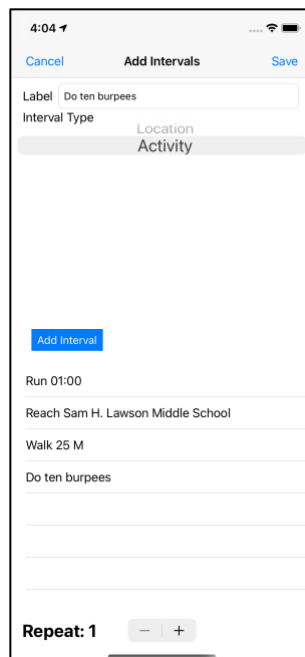 4:04
Cancel Add Intervals Save
Label Do ten burpees
Interval Type
Location
Activity
Add Interval
Run 01:00
Reach Sam H. Lawson Middle School
Walk 25 M
Do ten burpees
Repeat: 1 − +